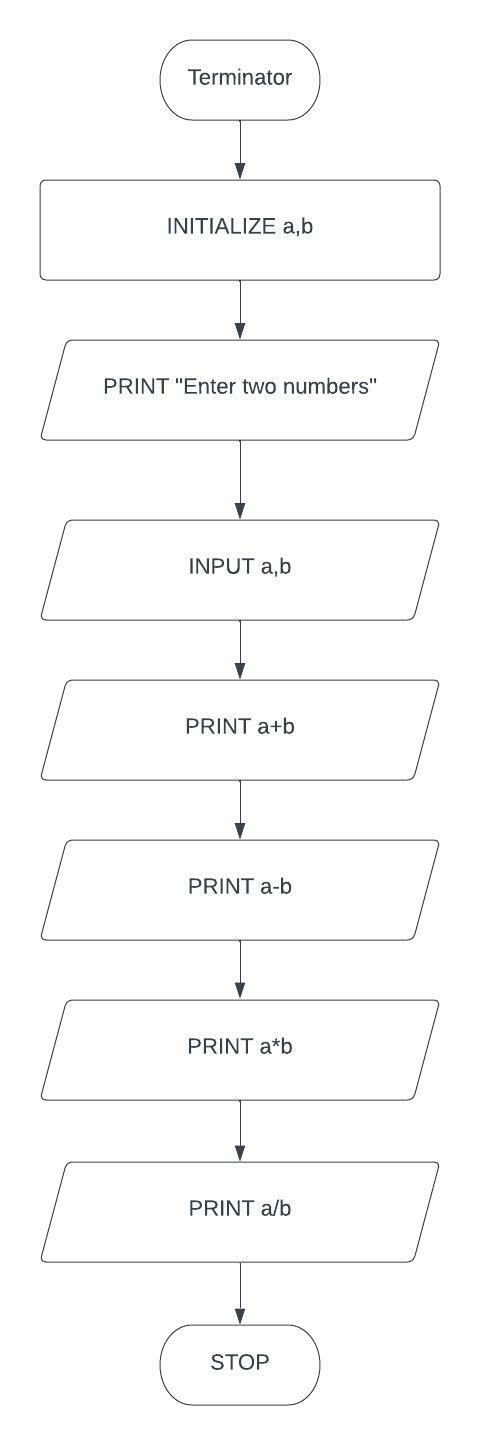 Terminator
INITIALIZE a,b
PRINT "Enter two numbers"
INPUT a,b
PRINT a+b
PRINT a-b
PRINT a*b
PRINT a/b
STOP